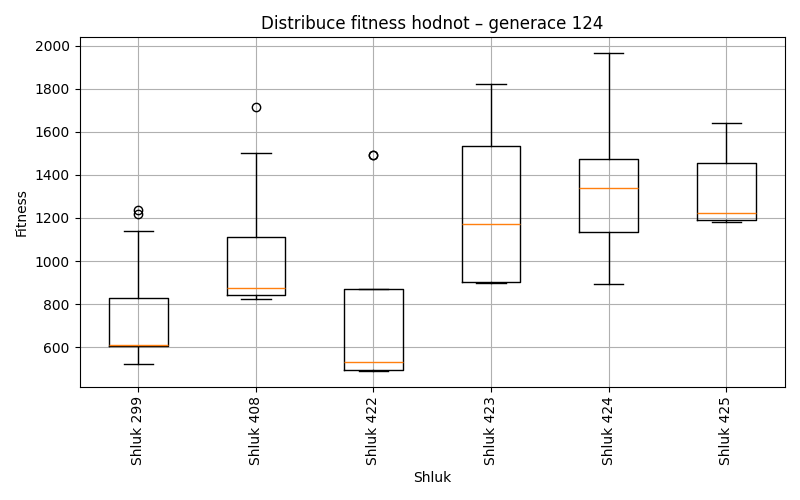 Distribuce fitness hodnot – generace 124
Fitness
2000
1800
1600
1400
1200
1000
800
600
Shluk 299
Shluk 408
Shluk 422
Shluk 423
Shluk 424
Shluk 425
Shluk